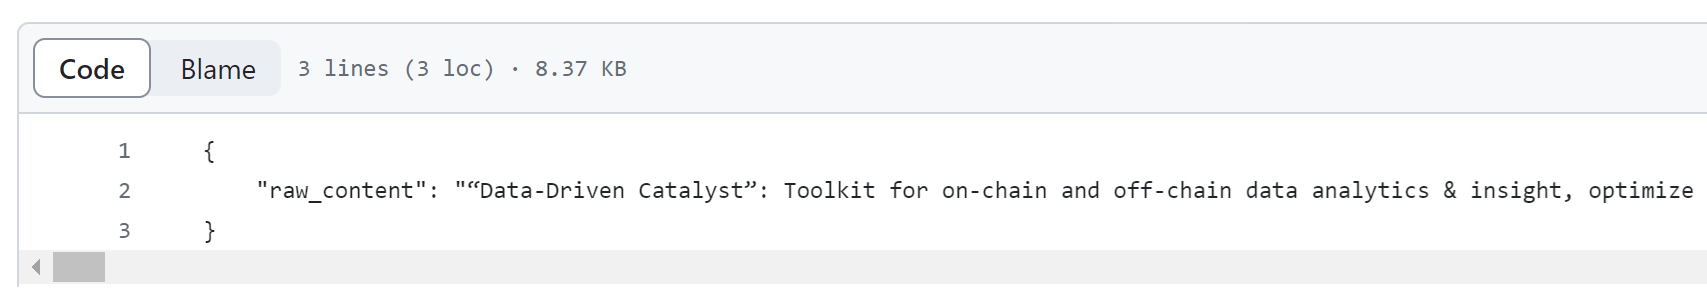 Code Blame 3 lines (3 loc) · 8.37 KB
1 {
2 "raw_content": "“Data-Driven Catalyst”: Toolkit for on-chain and off-chain data analytics & insight, optimize
3 }